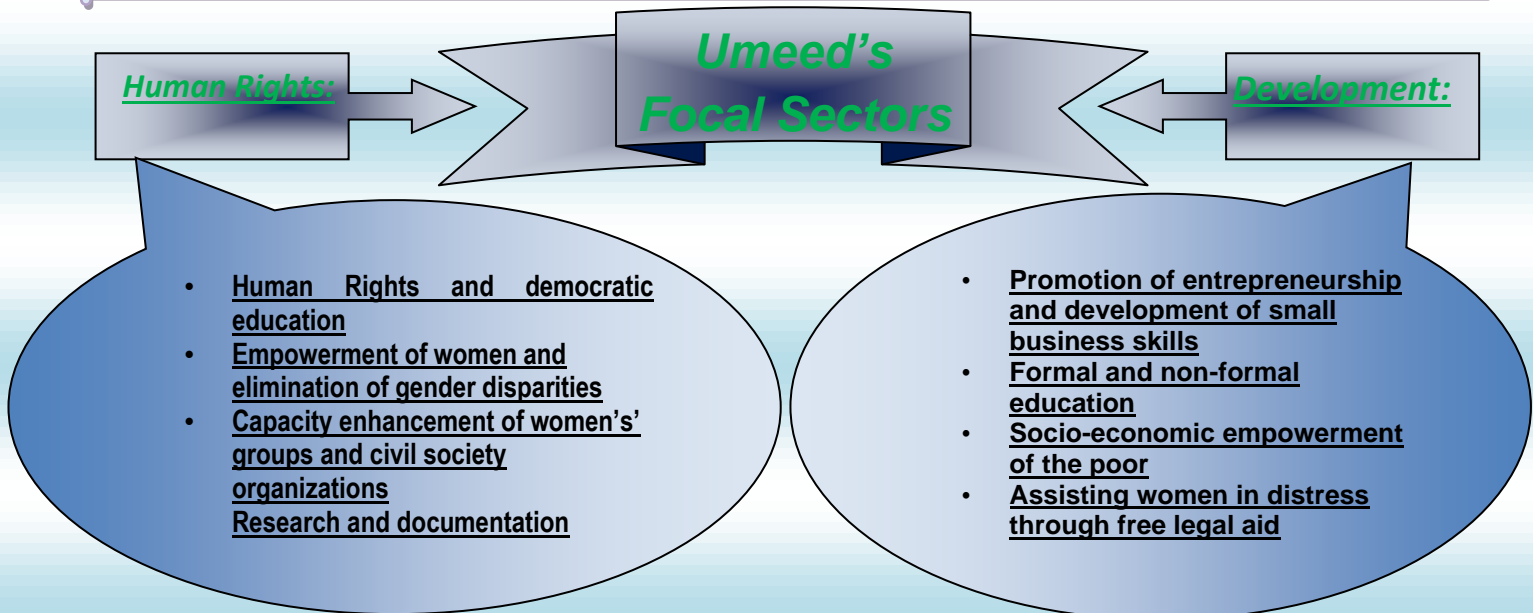 Umeed's
Focal Sectors
Human Rights:
Development:
• Human Rights and democratic
education
• Empowerment of women and
elimination of gender disparities
• Capacity enhancement of women's'
groups and civil society
organizations
Research and documentation
• Promotion of entrepreneurship
and development of small
business skills
• Formal and non-formal
education
• Socio-economic empowerment
of the poor
• Assisting women in distress
through free legal aid